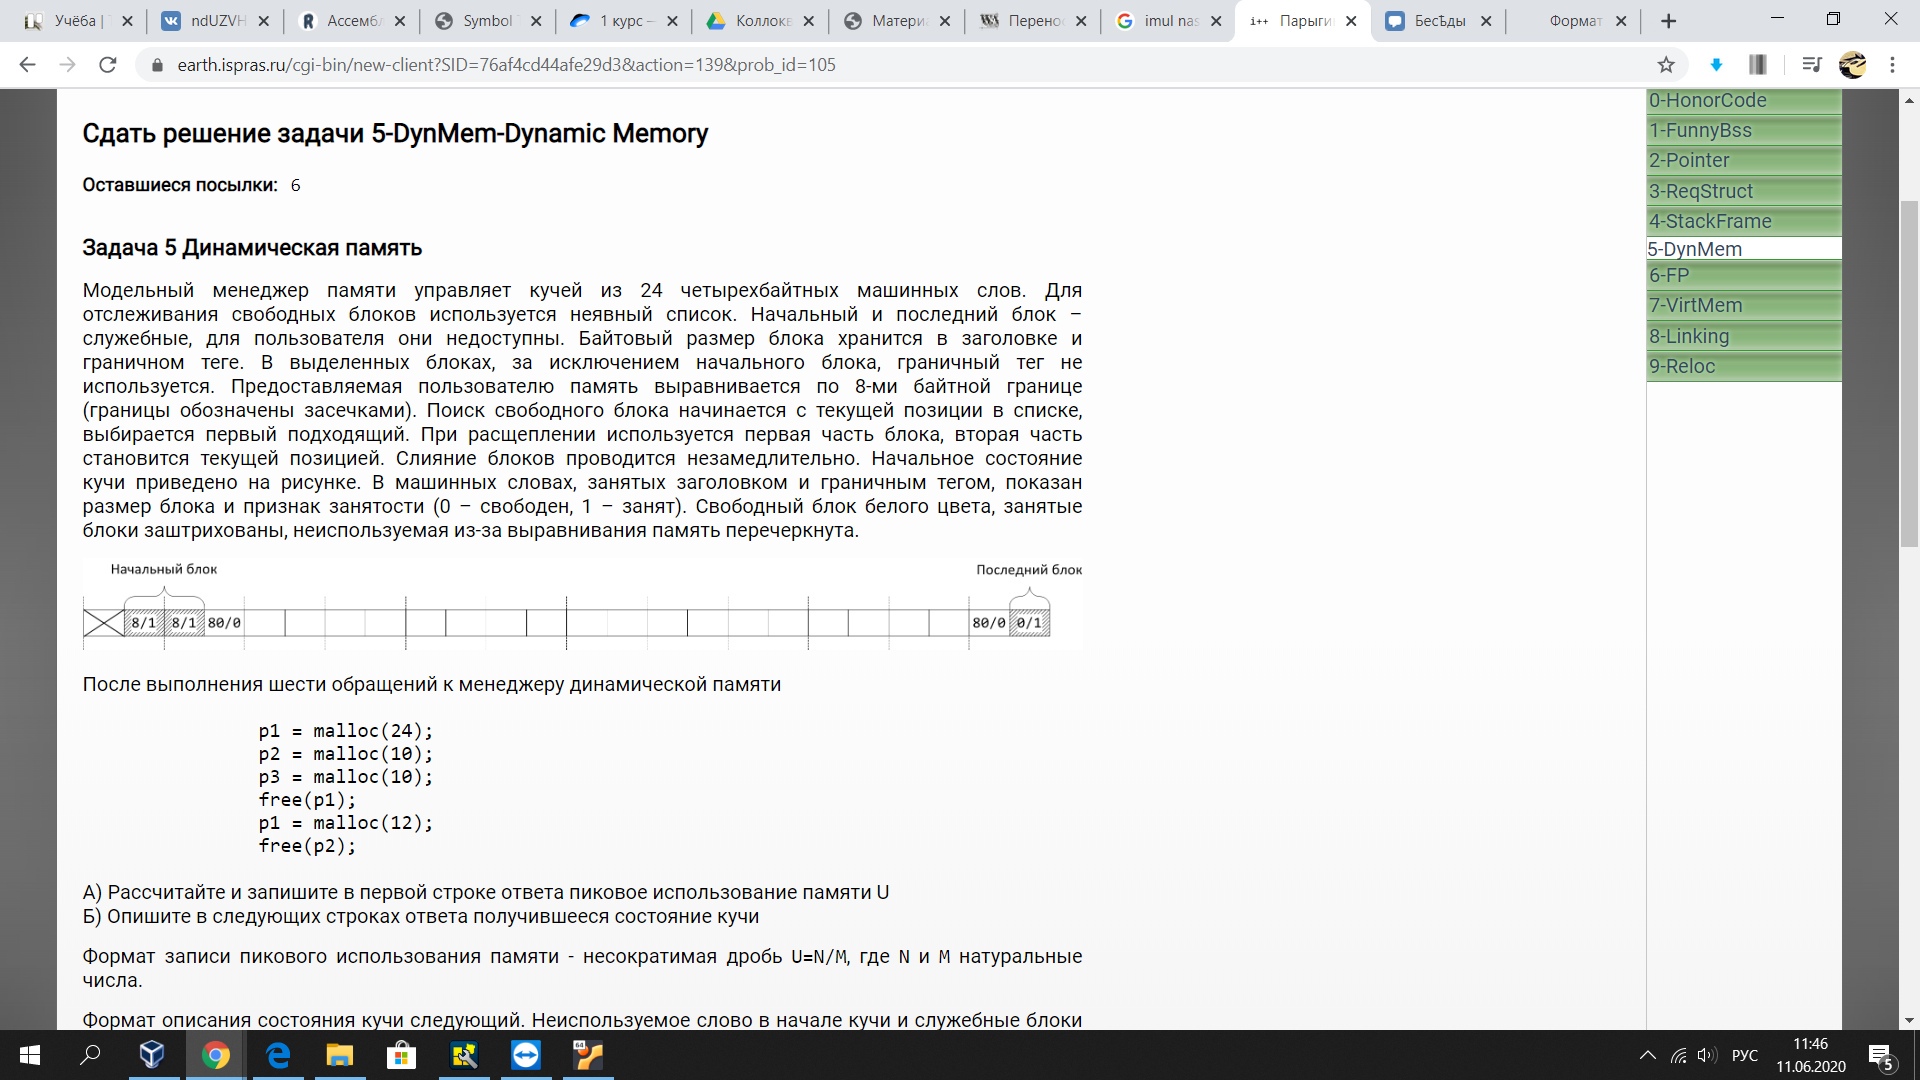 Учёба |
ndUZVH
Ассембл
Symbol
1 курс –
Коллокв
Материа
Перенос
imul nas
i++ Парыгин
Бесѣды
Формат
earth.ispras.ru/cgi-bin/new-client?SID=76af4cd44afe29d3&action=139&prob_id=105
0-HonorCode
1-FunnyBss
2-Pointer
3-ReqStruct
4-StackFrame
5-DynMem
6-FP
7-VirtMem
8-Linking
9-Reloc
Сдать решение задачи 5-DynMem-Dynamic Memory
Оставшиеся посылки: 6
Задача 5 Динамическая память
Модельный менеджер памяти управляет кучей из 24 четырехбайтных машинных слов. Для
отслеживания свободных блоков используется неявный список. Начальный и последний блок –
служебные, для пользователя они недоступны. Байтовый размер блока хранится в заголовке и
граничном теге. В выделенных блоках, за исключением начального блока, граничный тег не
используется. Предоставляемая пользователю память выравнивается по 8-ми байтной границе
(границы обозначены засечками). Поиск свободного блока начинается с текущей позиции в списке,
выбирается первый подходящий. При расщеплении используется первая часть блока, вторая часть
становится текущей позицией. Слияние блоков проводится незамедлительно. Начальное состояние
кучи приведено на рисунке. В машинных словах, занятых заголовком и граничным тегом, показан
размер блока и признак занятости (0 – свободен, 1 – занят). Свободный блок белого цвета, занятые
блоки заштрихованы, неиспользуемая из-за выравнивания память перечеркнута.
Начальный блок
Последний блок
8/1 8/1 80/0 80/0 0/1
После выполнения шести обращений к менеджеру динамической памяти
p1 = malloc(24);
p2 = malloc(10);
p3 = malloc(10);
free(p1);
p1 = malloc(12);
free(p2);
А) Рассчитайте и запишите в первой строке ответа пиковое использование памяти U
Б) Опишите в следующих строках ответа получившееся состояние кучи
Формат записи пикового использования памяти - несократимая дробь U=N/M, где N и M натуральные
числа.
Формат описания состояния кучи следующий. Неиспользуемое слово в начале кучи и служебные блоки
64
РУС
11:46
11.06.2020
5